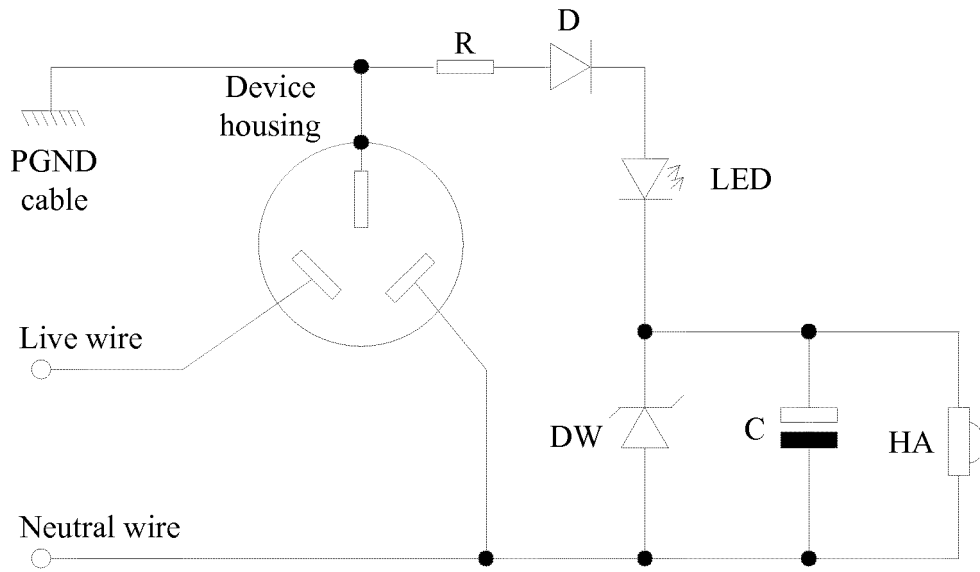 D
R
Device
housing
PGND
cable
LED
Live wire
DW
C
HA
Neutral wire